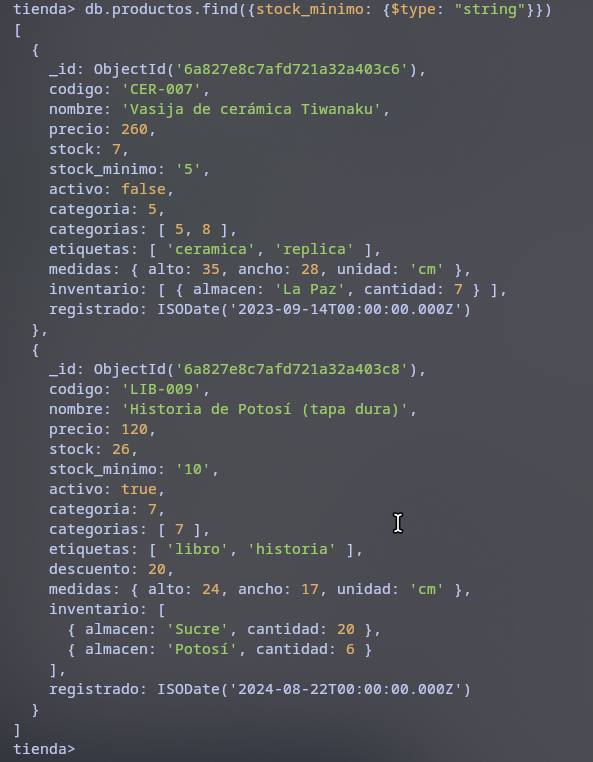 tienda> db.productos.find({stock_minimo: {$type: "string"}})
[
  {
    _id: ObjectId('6a827e8c7afd721a32a403c6'),
    codigo: 'CER-007',
    nombre: 'Vasija de cerámica Tiwanaku',
    precio: 260,
    stock: 7,
    stock_minimo: '5',
    activo: false,
    categoria: 5,
    categorias: [ 5, 8 ],
    etiquetas: [ 'ceramica', 'replica' ],
    medidas: { alto: 35, ancho: 28, unidad: 'cm' },
    inventario: [ { almacen: 'La Paz', cantidad: 7 } ],
    registrado: ISODate('2023-09-14T00:00:00.000Z')
  },
  {
    _id: ObjectId('6a827e8c7afd721a32a403c8'),
    codigo: 'LIB-009',
    nombre: 'Historia de Potosí (tapa dura)',
    precio: 120,
    stock: 26,
    stock_minimo: '10',
    activo: true,
    categoria: 7,
    categorias: [ 7 ],
    etiquetas: [ 'libro', 'historia' ],
    descuento: 20,
    medidas: { alto: 24, ancho: 17, unidad: 'cm' },
    inventario: [
      { almacen: 'Sucre', cantidad: 20 },
      { almacen: 'Potosí', cantidad: 6 }
    ],
    registrado: ISODate('2024-08-22T00:00:00.000Z')
  }
]
tienda>